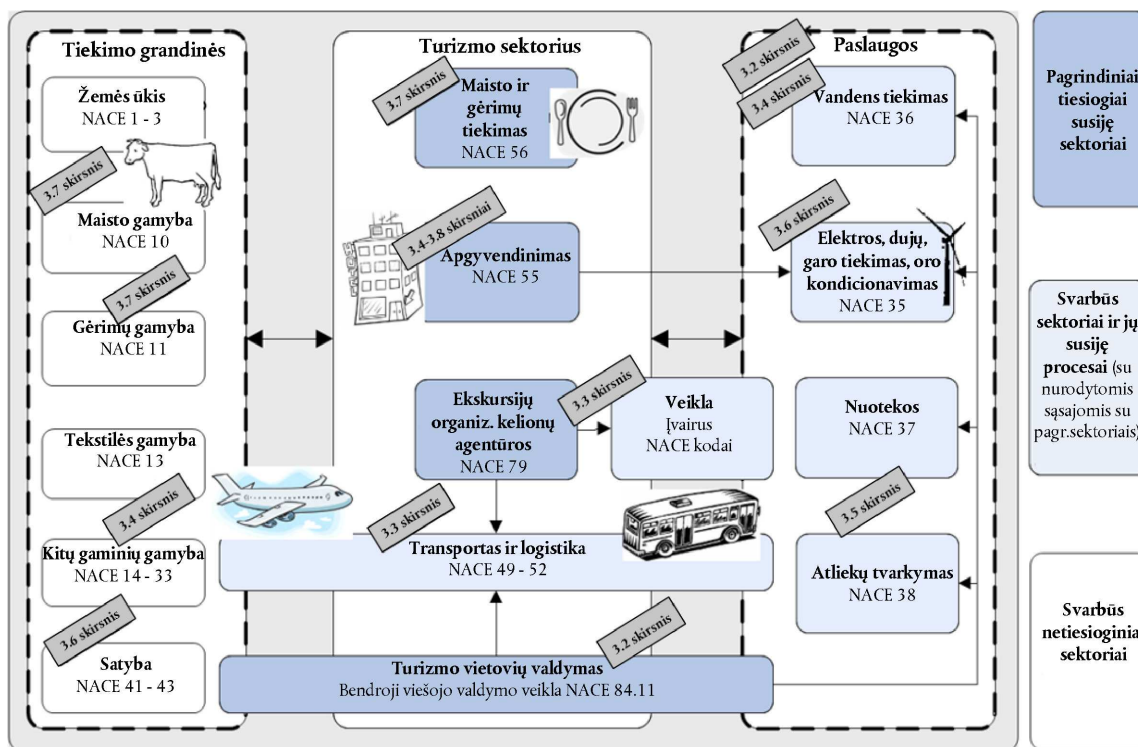 Tiekimo grandinės
Žemės ūkis
NACE 1 - 3
3.7 skirsnis
Maisto gamyba
NACE 10
3.7 skirsnis
Gėrimų gamyba
NACE 11
Tekstilės gamyba
NACE 13
3.4 skirsnis
Kitų gaminių gamyba
NACE 14 - 33
3.6 skirsnis
Satyba
NACE 41 - 43
Turizmo sektorius
3.7 skirsnis
Maisto ir
gėrimų
tiekimas
NACE 56
3.4-3.8 skirsniai
Apgyvendinimas
NACE 55
Ekskursijų
organiz. kelionų
agentūros
NACE 79
3.3 skirsnis
Veikla
Įvairus
NACE kodai
3.3 skirsnis
Transportas ir logistika
NACE 49 - 52
3.2 skirsnis
Turizmo vietovių valdymas
Bendroji viešojo valdymo veikla NACE 84.11
Paslaugos
3.2 skirsnis
3.4 skirsnis
Vandens tiekimas
NACE 36
3.6 skirsnis
Elektros, dujų,
garo tiekimas, oro
kondicionavimas
NACE 35
Nuotekos
NACE 37
3.5 skirsnis
Atliekų tvarkymas
NACE 38
Pagrindiniai
tiesiogiai
susiję
sektoriai
Svarbūs
sektoriai ir jų
susiję
procesai (su
nurodytomis
sąsajomis su
pagr.sektoriais)
Svarbūs
netiesioginia
sektoriai